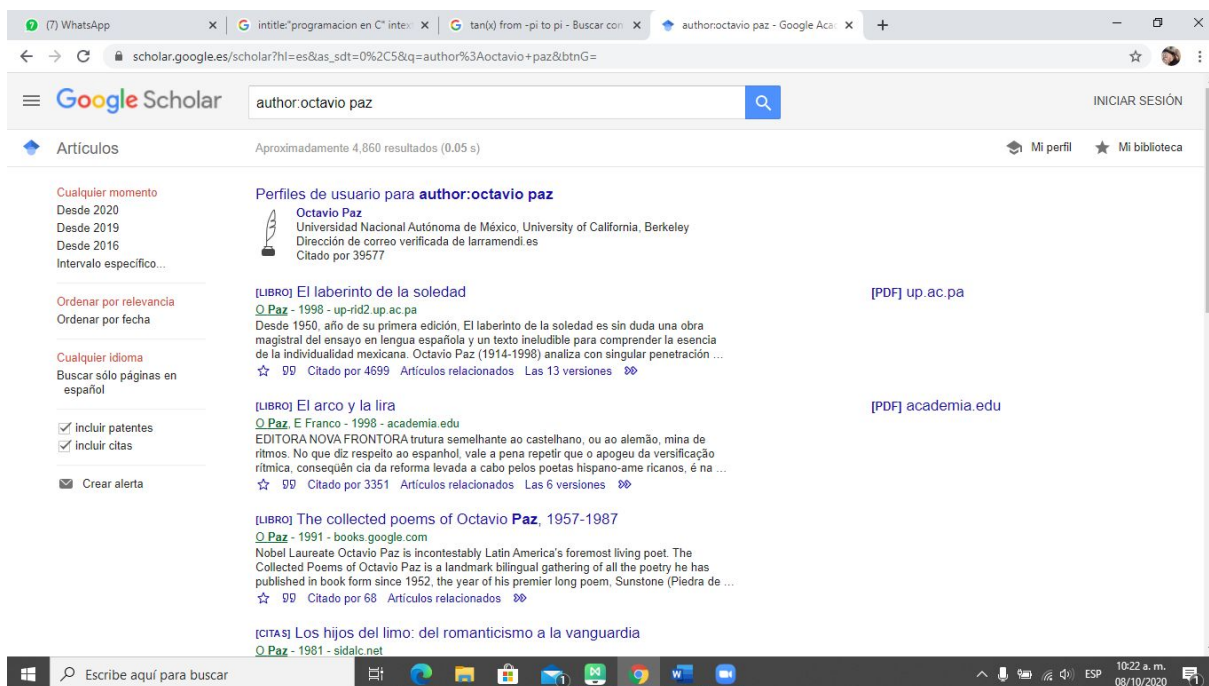 (7) WhatsApp
intitle:"programacion en C" intex
tan(x) from -pi to pi - Buscar con
author:octavio paz - Google Aca
scholar.google.es/scholar?hl=es&as_sdt=0%2C5&q=author%3Aoctavio+paz&btnG=
Google Scholar
author:octavio paz
INICIAR SESIÓN
Artículos
Aproximadamente 4,860 resultados (0.05 s)
Mi perfil
Mi biblioteca
Cualquier momento
Desde 2020
Desde 2019
Desde 2016
Intervalo específico...
Ordenar por relevancia
Ordenar por fecha
Cualquier idioma
Buscar sólo páginas en
español
incluir patentes
incluir citas
Crear alerta
Perfiles de usuario para author:octavio paz
Octavio Paz
Universidad Nacional Autónoma de México, University of California, Berkeley
Dirección de correo verificada de larramendi.es
Citado por 39577
[LIBRO] El laberinto de la soledad
O Paz - 1998 - up-rid2.up.ac.pa
Desde 1950, año de su primera edición, El laberinto de la soledad es sin duda una obra
magistral del ensayo en lengua española y un texto ineludible para comprender la esencia
de la individualidad mexicana. Octavio Paz (1914-1998) analiza con singular penetración ...
Citado por 4699 Artículos relacionados Las 13 versiones
[PDF] up.ac.pa
[LIBRO] El arco y la lira
O Paz, E Franco - 1998 - academia.edu
EDITORA NOVA FRONTORA trutura semelhante ao castelhano, ou ao alemão, mina de
ritmos. No que diz respeito ao espanhol, vale a pena repetir que o apogeu da versificação
rítmica, conseqüên cia da reforma levada a cabo pelos poetas hispano-ame ricanos, é na ...
Citado por 3351 Artículos relacionados Las 6 versiones
[PDF] academia.edu
[LIBRO] The collected poems of Octavio Paz, 1957-1987
O Paz - 1991 - books.google.com
Nobel Laureate Octavio Paz is incontestably Latin America's foremost living poet. The
Collected Poems of Octavio Paz is a landmark bilingual gathering of all the poetry he has
published in book form since 1952, the year of his premier long poem, Sunstone (Piedra de ...
Citado por 68 Artículos relacionados
[CITAS] Los hijos del limo: del romanticismo a la vanguardia
O Paz - 1981 - sidalc.net
Escribe aquí para buscar
ESP
10:22 a. m.
08/10/2020